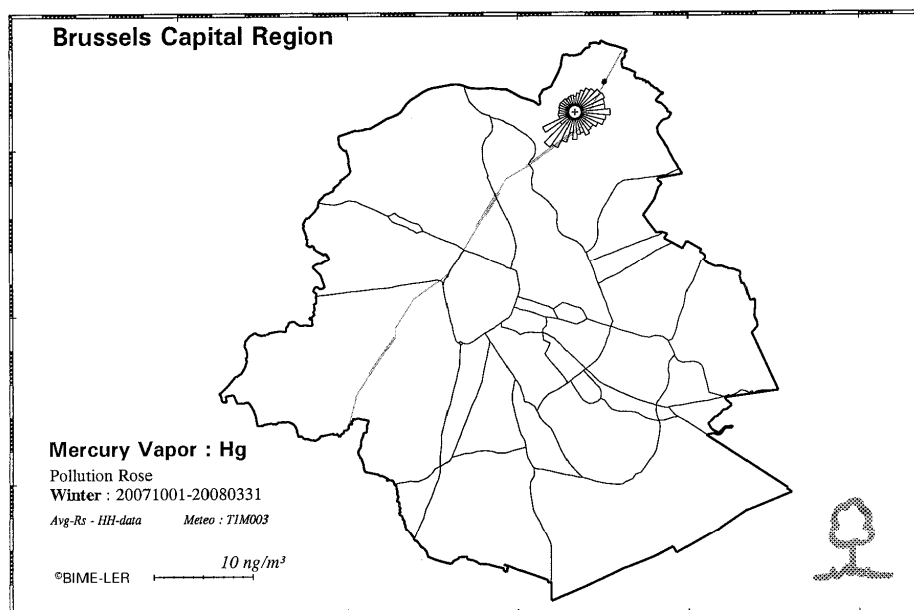 Brussels Capital Region
Mercury Vapor : Hg
Pollution Rose
Winter : 20071001-20080331
Avg-Rs - HH-data Meteo : T1M003
10 ng/m³
©BIME-LER